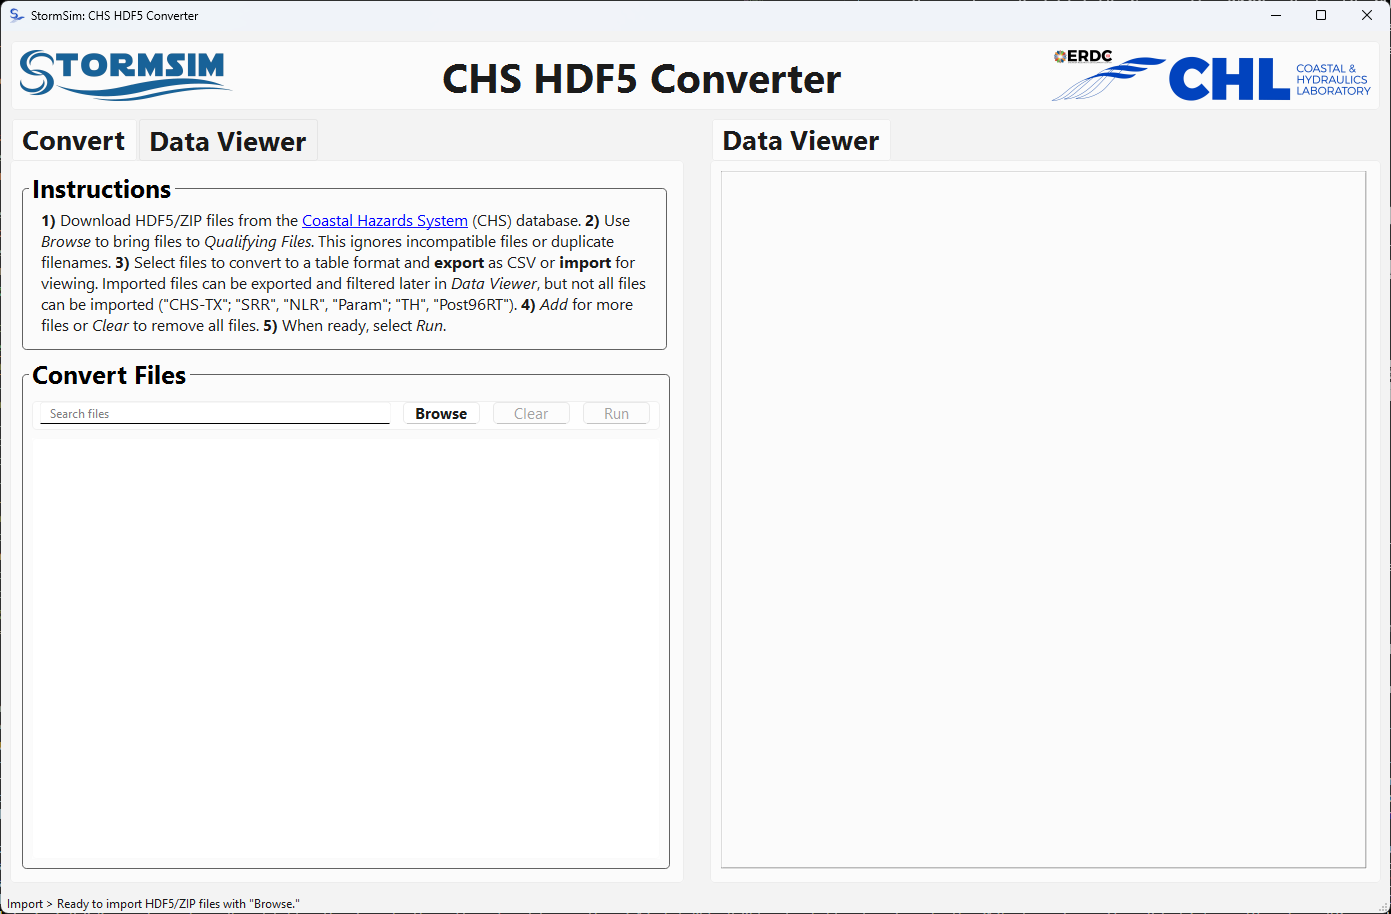 StormSim: CHS HDF5 Converter
STORMSIM
CHS HDF5 Converter
ERDC
CHL
COASTAL &
HYDRAULICS
LABORATORY
Convert
Data Viewer
Data Viewer
Instructions
1) Download HDF5/ZIP files from the Coastal Hazards System (CHS) database. 2) Use
Browse to bring files to Qualifying Files. This ignores incompatible files or duplicate
filenames. 3) Select files to convert to a table format and export as CSV or import for
viewing. Imported files can be exported and filtered later in Data Viewer, but not all files
can be imported ("CHS-TX"; "SRR", "NLR", "Param"; "TH", "Post96RT"). 4) Add for more
files or Clear to remove all files. 5) When ready, select Run.
Convert Files
Search files
Browse
Clear
Run
Import > Ready to import HDF5/ZIP files with "Browse."